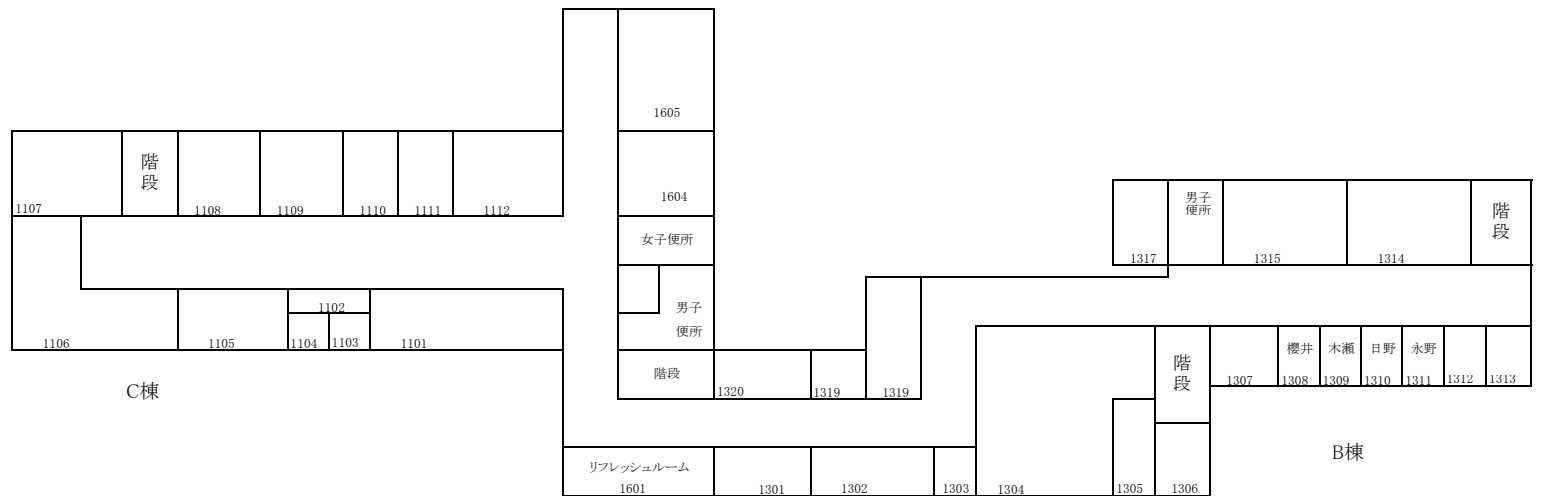 1605
階
段
1604
1107
1108
1109
1110
1111
1112
男子
便所
階
段
女子便所
1317
1315
1314
1102
男子
便所
1106
1105
1104
1103
1101
階段
1320
1319
1319
階
段
櫻井
木瀬
日野
永野
1307
1308
1309
1310
1311
1312
1313
C棟
B棟
リフレッシュルーム
1601
1301
1302
1303
1304
1305
1306